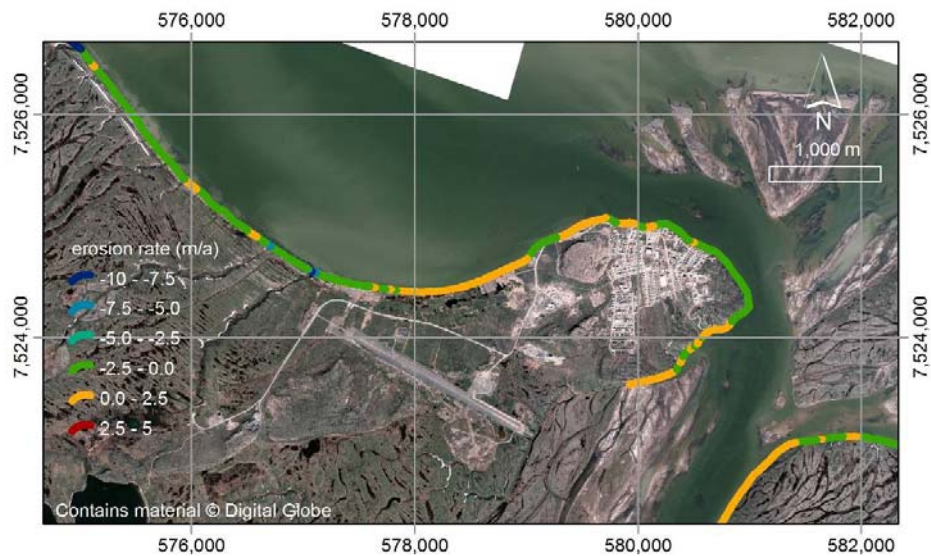 576,000 578,000 580,000 582,000
7,526,000 7,526,000
N
1,000 m
erosion rate (m/a)
-10 - -7.5
-7.5 - -5.0
-5.0 - -2.5
-2.5 - 0.0
0.0 - 2.5
2.5 - 5
7,524,000 7,524,000
Contains material © Digital Globe
576,000 578,000 580,000 582,000